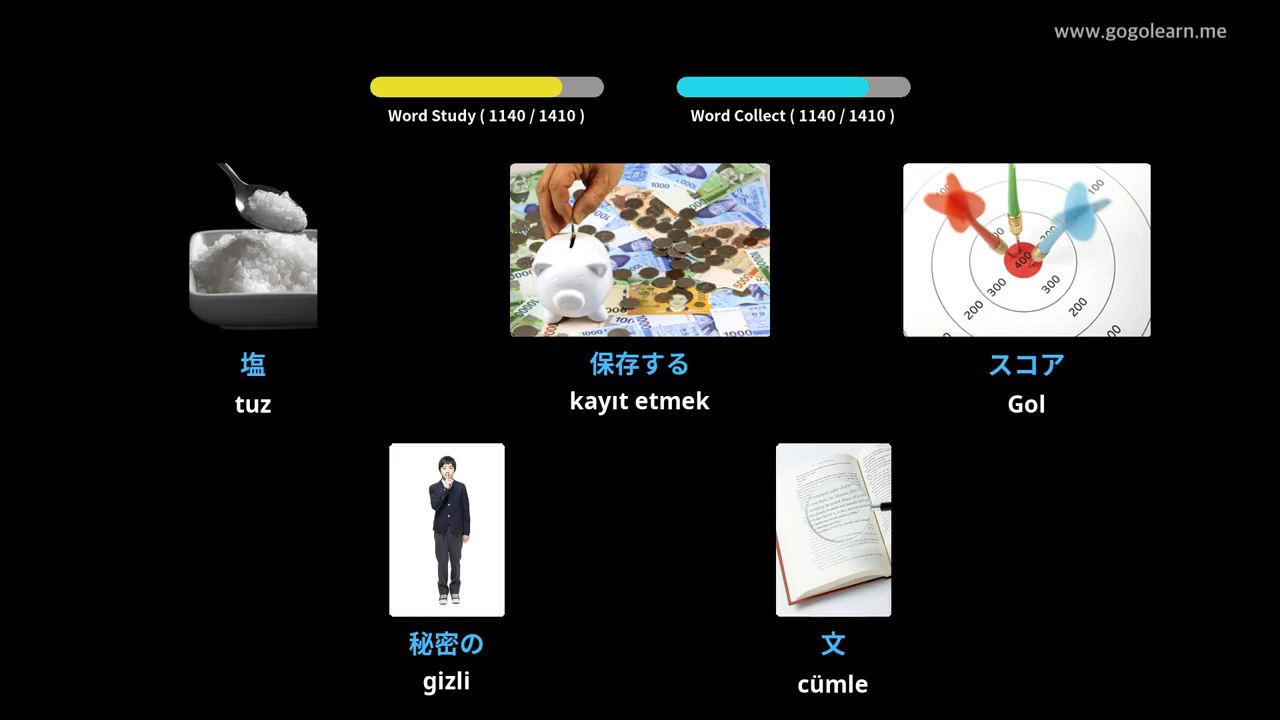 www.gogolearn.me
Word Study ( 1140 / 1410 )
Word Collect ( 1140 / 1410 )
塩
tuz
保存する
kayıt etmek
スコア
Gol
秘密の
gizli
文
cümle